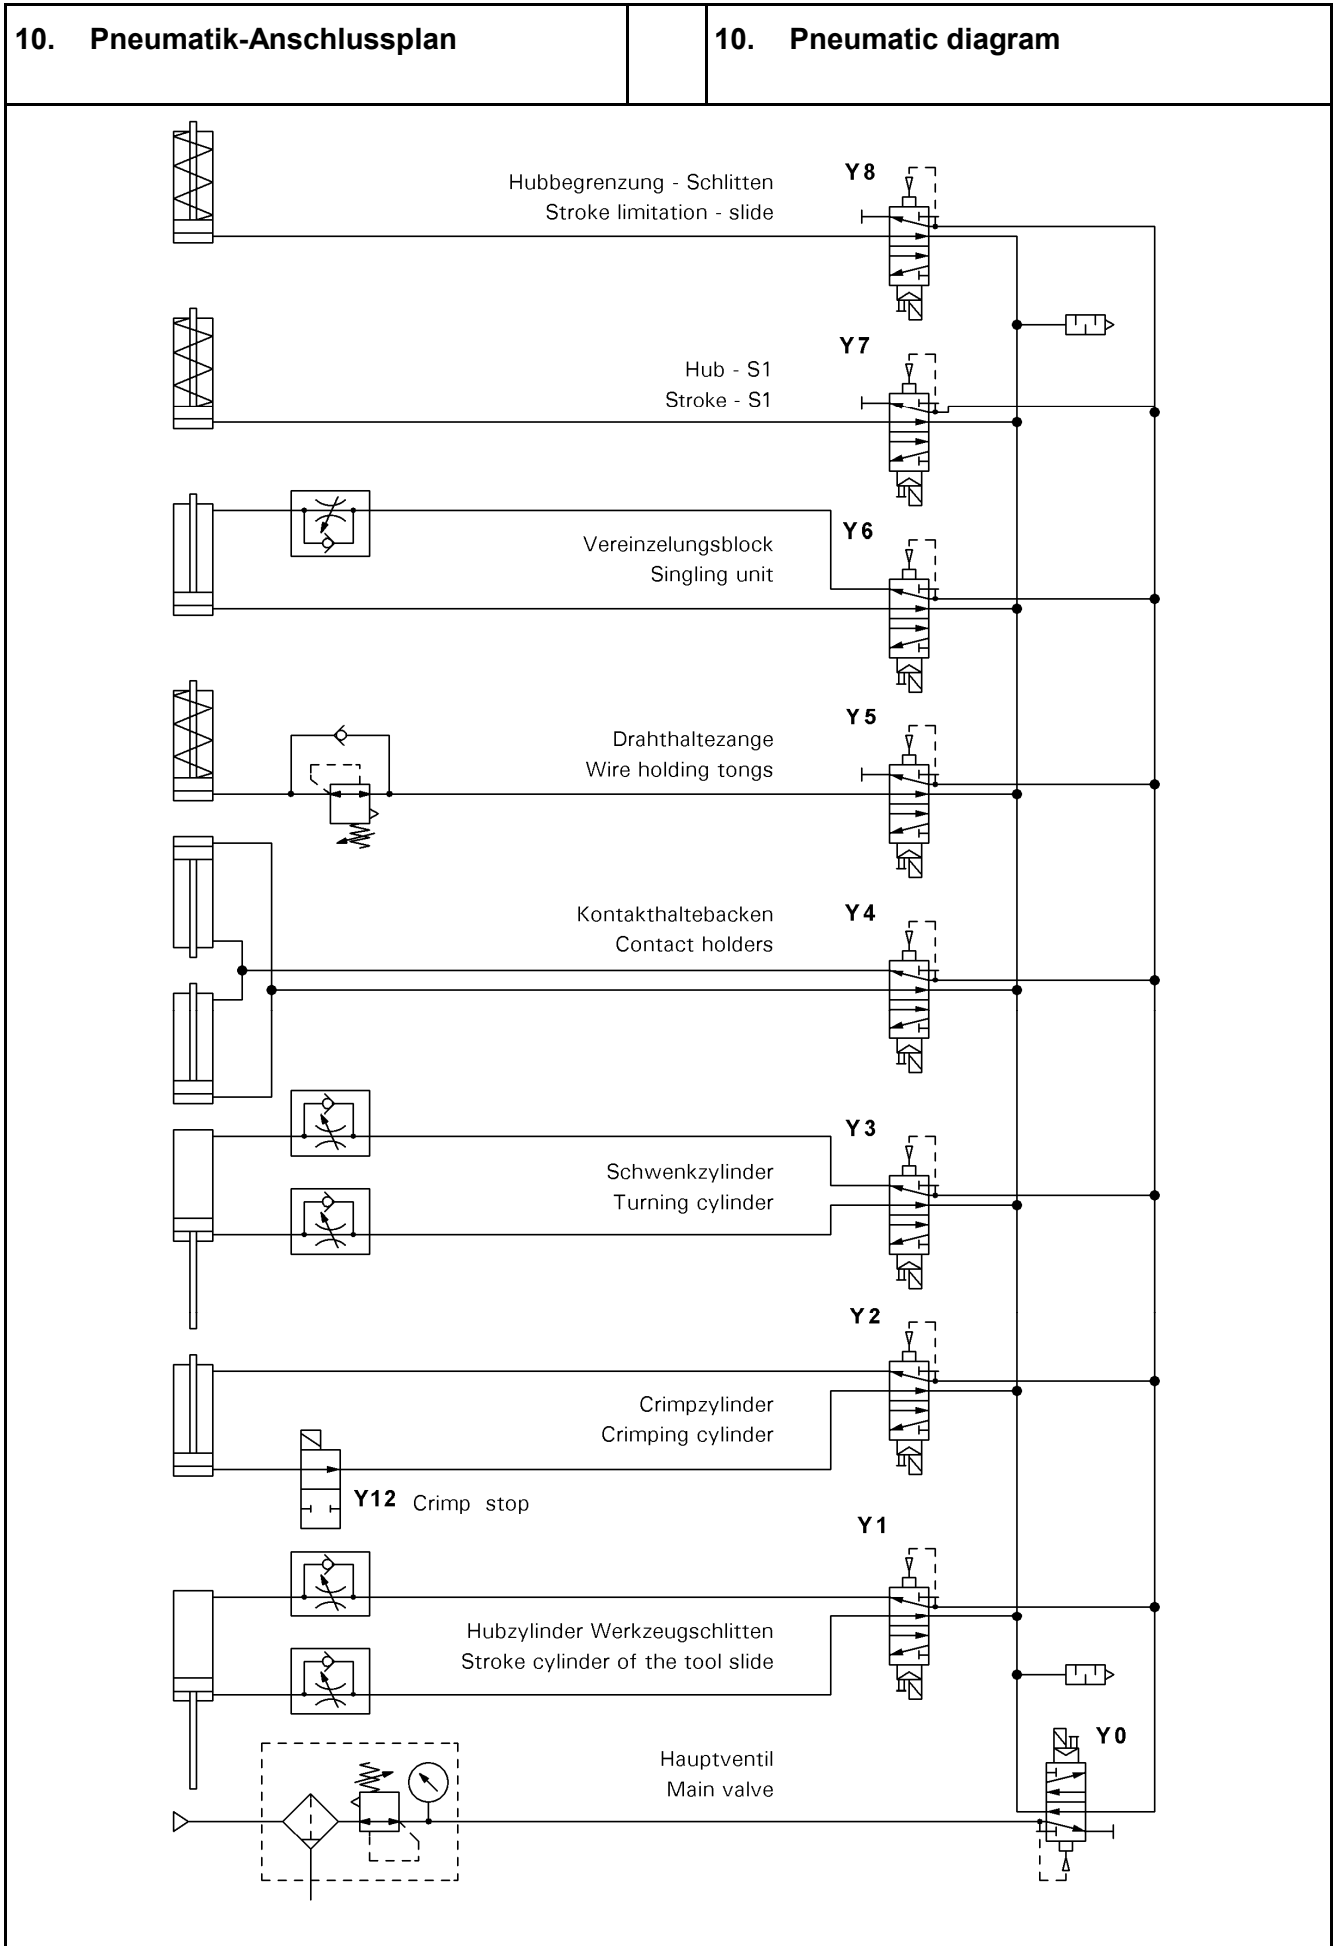 10. Pneumatik-Anschlussplan
10. Pneumatic diagram
Hubbegrenzung - Schlitten
Stroke limitation - slide
Y8
Hub - S1
Stroke - S1
Y7
Vereinzelungsblock
Singling unit
Y6
Drahthaltezange
Wire holding tongs
Y5
Kontakthaltebacken
Contact holders
Y4
Schwenkzylinder
Turning cylinder
Y3
Crimpzylinder
Crimping cylinder
Y2
Y12 Crimp stop
Hubzylinder Werkzeugschlitten
Stroke cylinder of the tool slide
Y1
Hauptventil
Main valve
Y0